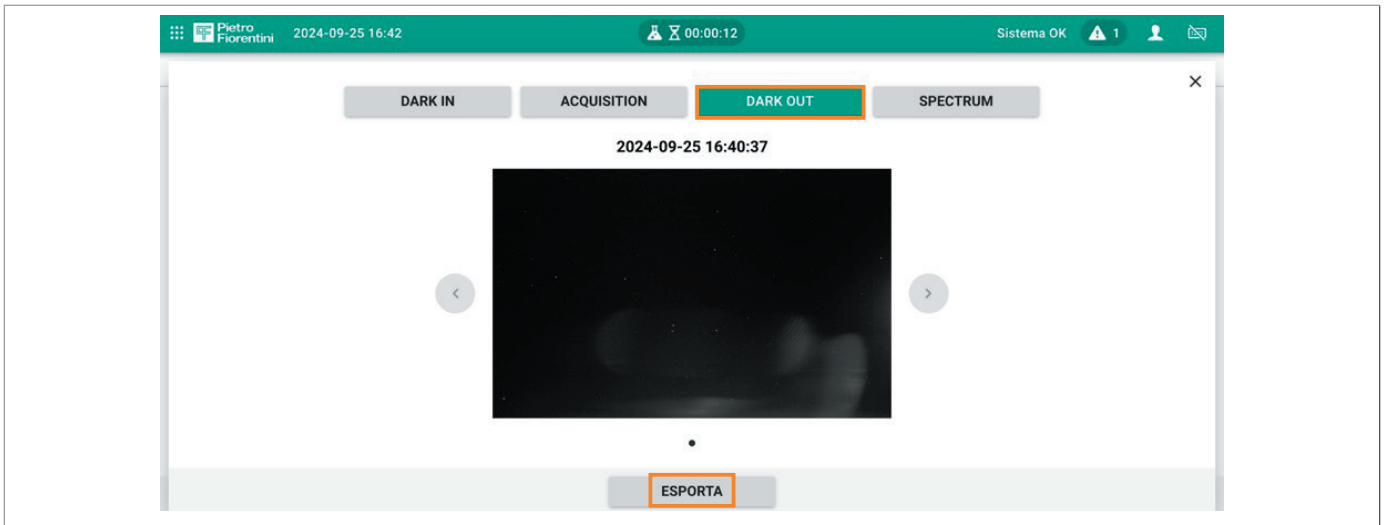 Pietro
Fiorentini
2024-09-25 16:42
00:00:12
Sistema OK
1
DARK IN
ACQUISITION
DARK OUT
SPECTRUM
2024-09-25 16:40:37
ESPORTA